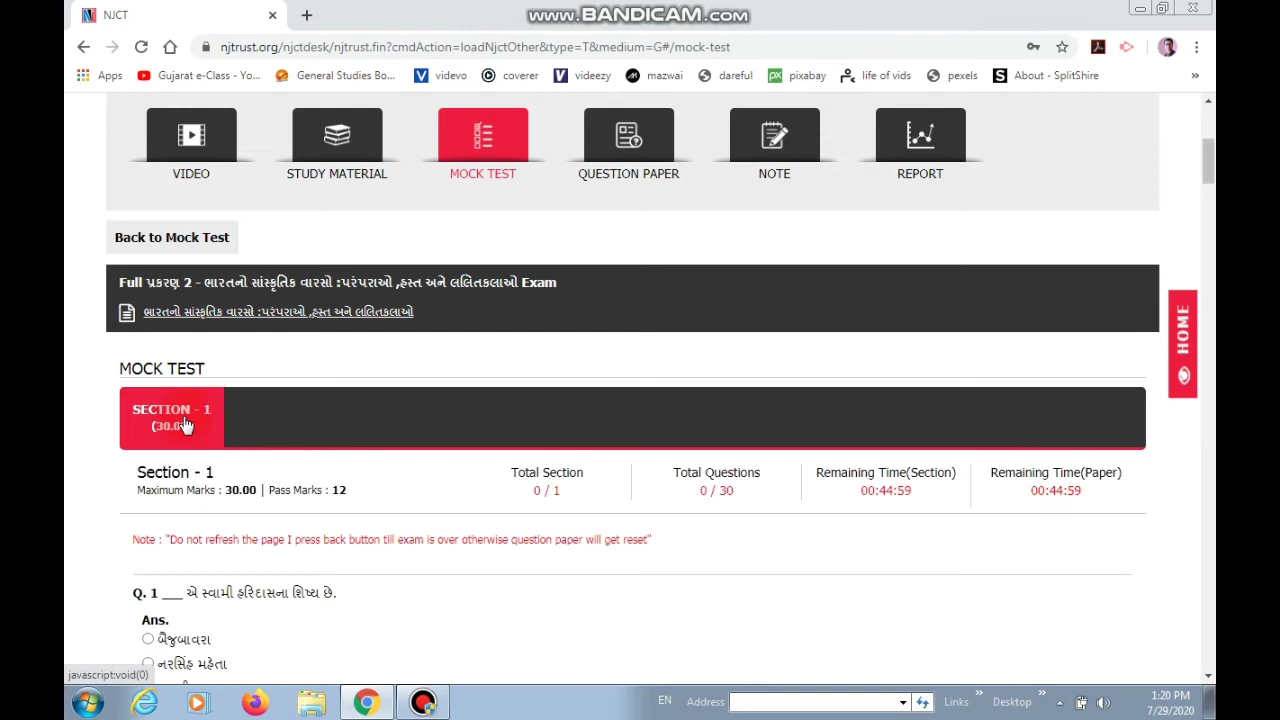 NJCT
www.BANDICAM.com
njtrust.org/njctdesk/njtrust.fin?cmdAction=loadNjctOther&type=T&medium=G#/mock-test
Apps Gujarat e-Class - Yo... General Studies Bo... videvo coverer videezy mazwai dareful pixabay life of vids pexels About - SplitShire »
VIDEO STUDY MATERIAL MOCK TEST QUESTION PAPER NOTE REPORT
Back to Mock Test
Full પ્રકરણ 2 - ભારતનો સાંસ્કૃતિક વારસો :પરંપરાઓ ,હસ્ત અને લલિતકલાઓ Exam
ભારતનો સાંસ્કૃતિક વારસો :પરંપરાઓ ,હસ્ત અને લલિતકલાઓ
HOME
MOCK TEST
SECTION - 1
Section - 1 Total Section Total Questions Remaining Time(Section) Remaining Time(Paper)
Maximum Marks : 30.00 | Pass Marks : 12 0 / 1 0 / 30 00:44:59 00:44:59
Note : "Do not refresh the page I press back button till exam is over otherwise question paper will get reset"
Q. 1 ___ એ સ્વામી હરિદાસના શિષ્ય છે.
Ans.
બૈજુબાવરા
નરસિંહ મહેતા
javascript:void(0)
EN Address Links » Desktop » 1:20 PM
7/29/2020